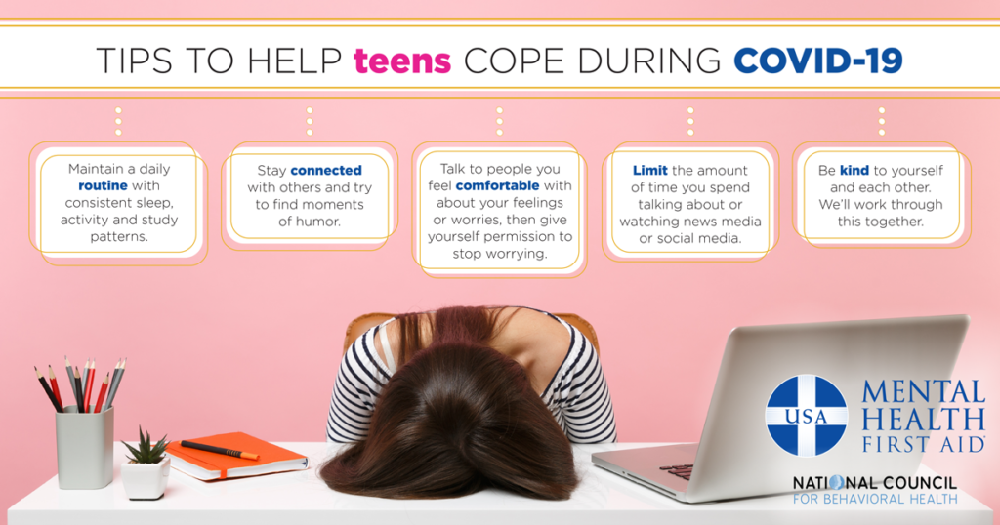 TIPS TO HELP teens COPE DURING COVID-19
Maintain a daily
routine with
consistent sleep,
activity and study
patterns.
Stay connected
with others and try
to find moments
of humor.
Talk to people you
feel comfortable with
about your feelings
or worries, then give
yourself permission to
stop worrying.
Limit the amount
of time you spend
talking about or
watching news media
or social media.
Be kind to yourself
and each other.
We'll work through
this together.
USA
MENTAL
HEALTH
FIRST AID®
NATIONAL COUNCIL
FOR BEHAVIORAL HEALTH